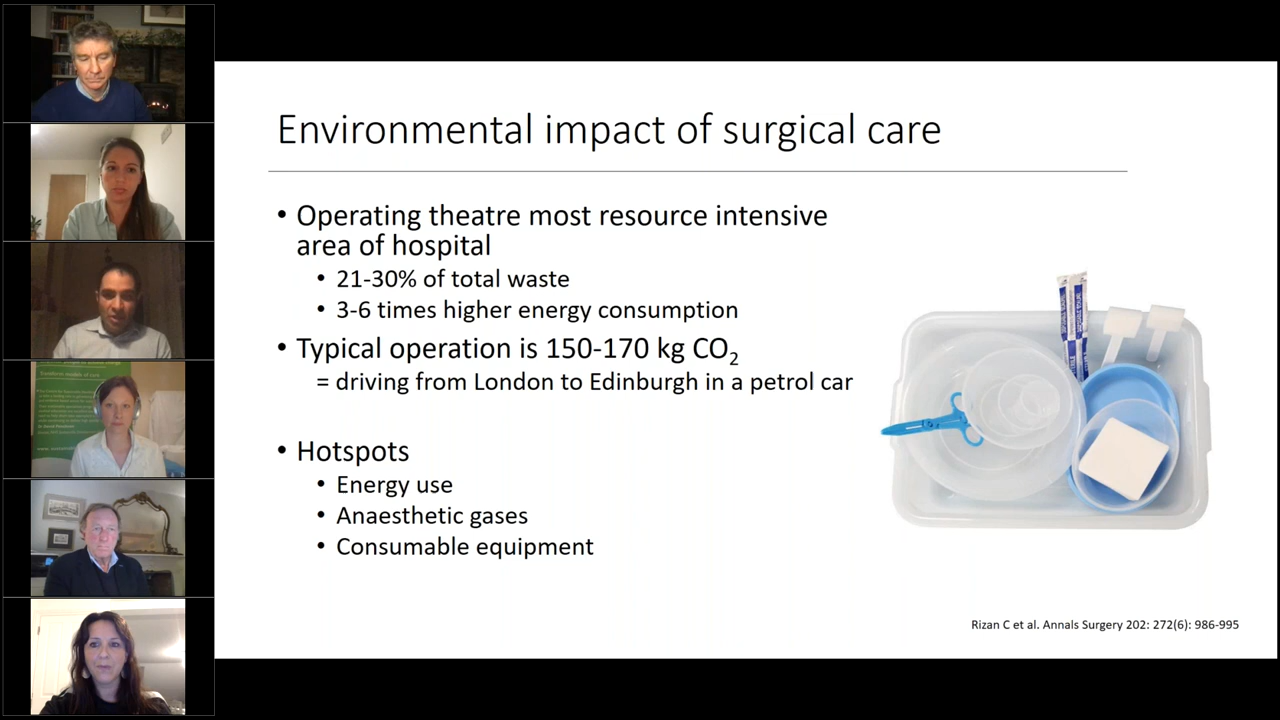 Environmental impact of surgical care
• Operating theatre most resource intensive
area of hospital
• 21-30% of total waste
• 3-6 times higher energy consumption
• Typical operation is 150-170 kg CO₂
= driving from London to Edinburgh in a petrol car
• Hotspots
• Energy use
• Anaesthetic gases
• Consumable equipment
Rizan C et al. Annals Surgery 202: 272(6): 986-995